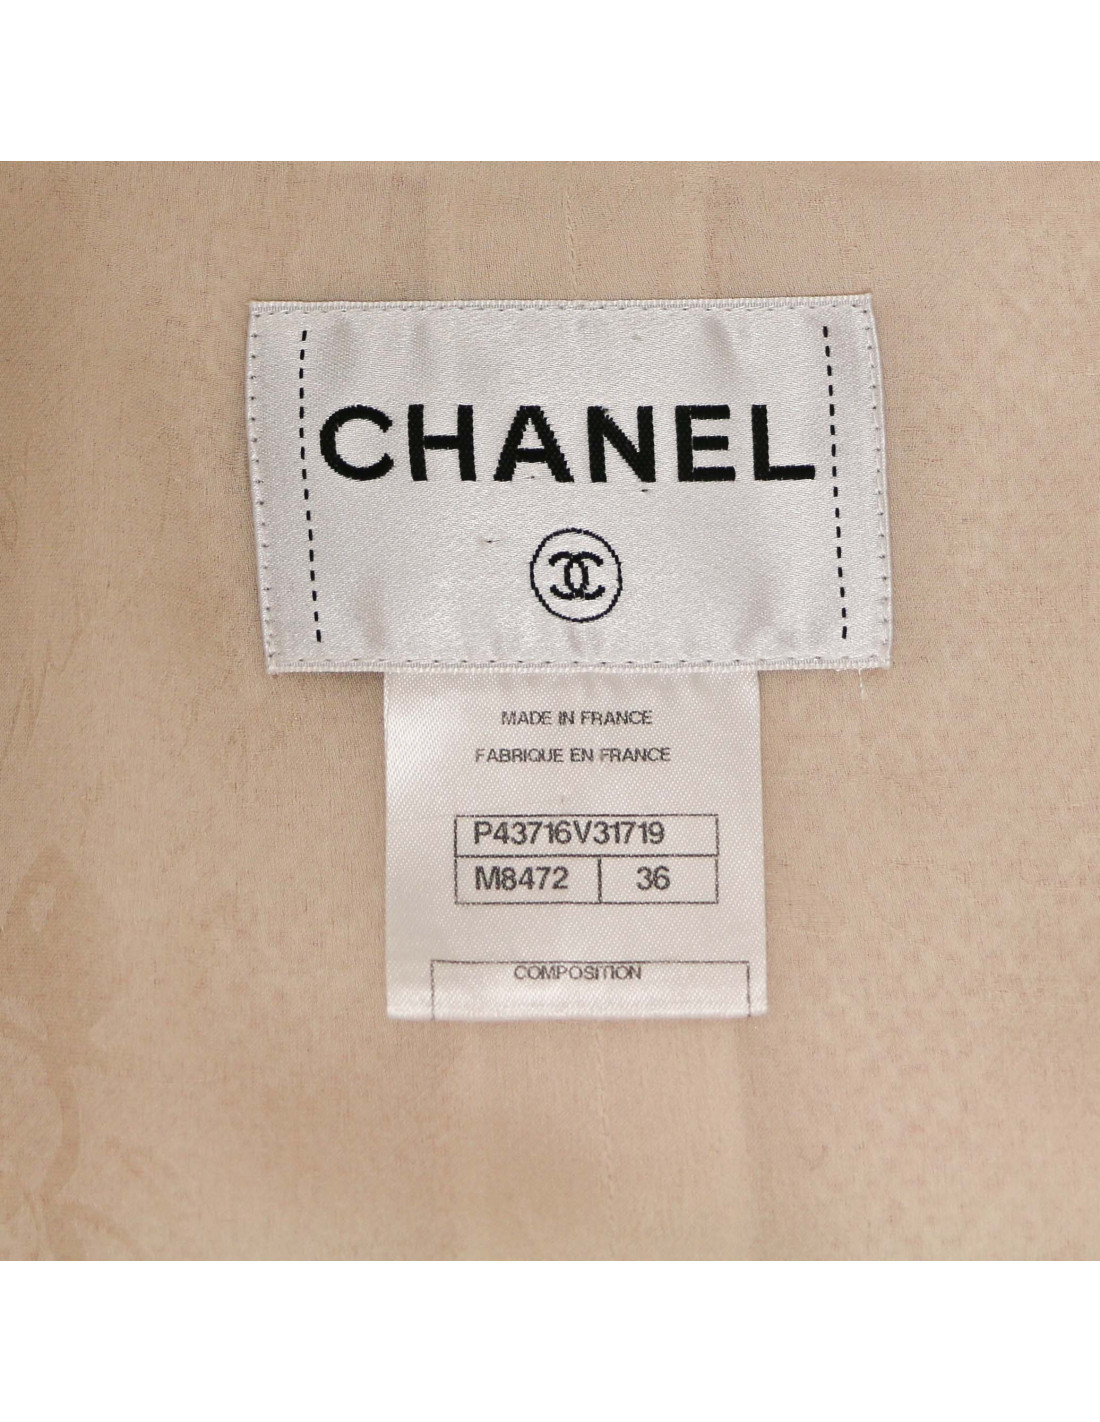 CHANEL
MADE IN FRANCE
FABRIQUE EN FRANCE
P43716V31719
M8472 36
COMPOSITION